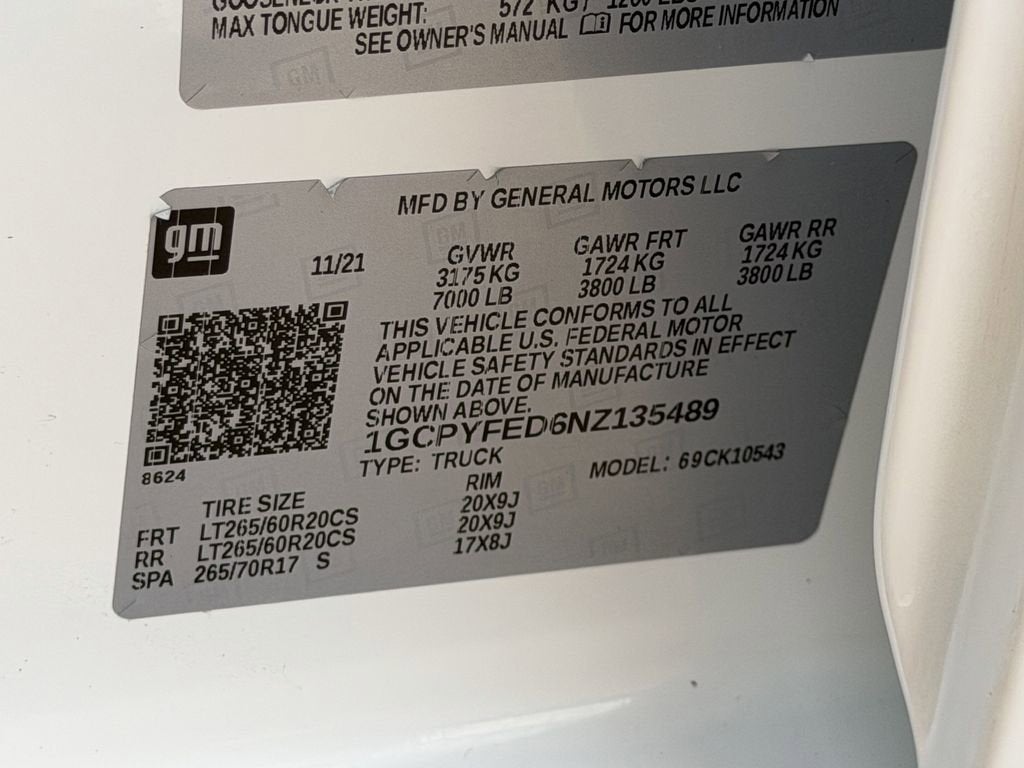 MAX TONGUE WEIGHT: 572 KG/
SEE OWNER'S MANUAL FOR MORE INFORMATION
gm
MFD BY GENERAL MOTORS LLC
11/21
GVWR GAWR FRT GAWR RR
3175 KG 1724 KG 1724 KG
7000 LB 3800 LB 3800 LB
THIS VEHICLE CONFORMS TO ALL
APPLICABLE U.S. FEDERAL MOTOR
VEHICLE SAFETY STANDARDS IN EFFECT
ON THE DATE OF MANUFACTURE
SHOWN ABOVE.
1GCPYFED6NZ135489
8624
TYPE: TRUCK MODEL: 69CK10543
TIRE SIZE RIM
FRT LT265/60R20CS 20X9J
RR LT265/60R20CS 20X9J
SPA 265/70R17 S 17X8J